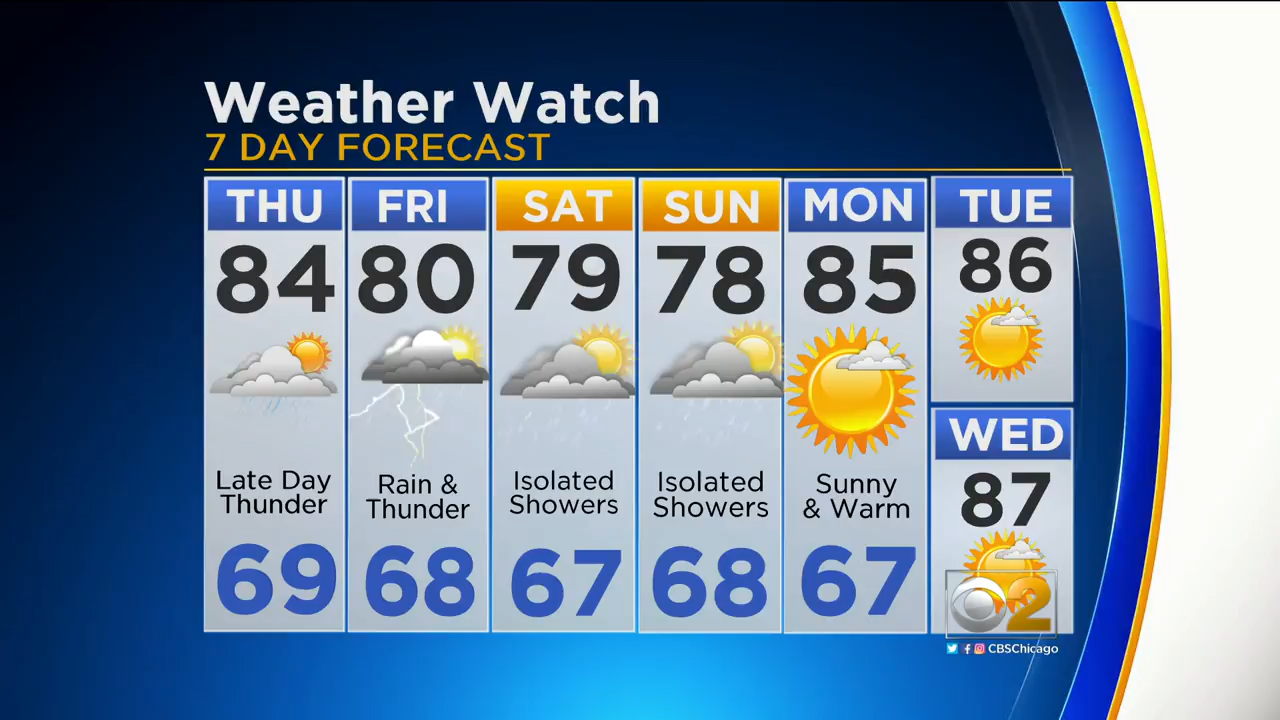 Weather Watch
7 DAY FORECAST
THU
84
Late Day
Thunder
69
FRI
80
Rain &
Thunder
68
SAT
79
Isolated
Showers
67
SUN
78
Isolated
Showers
68
MON
85
Sunny
& Warm
67
TUE
86
WED
87
2
CBSChicago